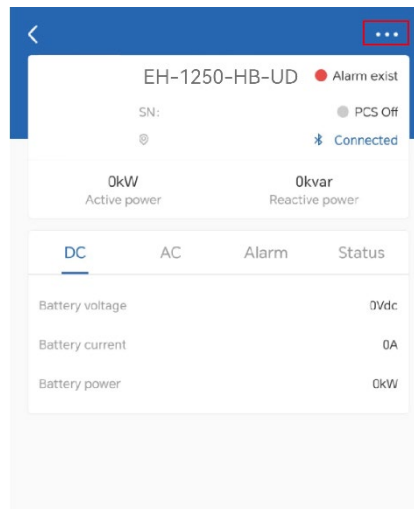 EH-1250-HB-UD Alarm exist
SN: PCS Off
Connected
0kW 0kvar
Active power Reactive power
DC AC Alarm Status
Battery voltage 0Vdc
Battery current 0A
Battery power 0kW